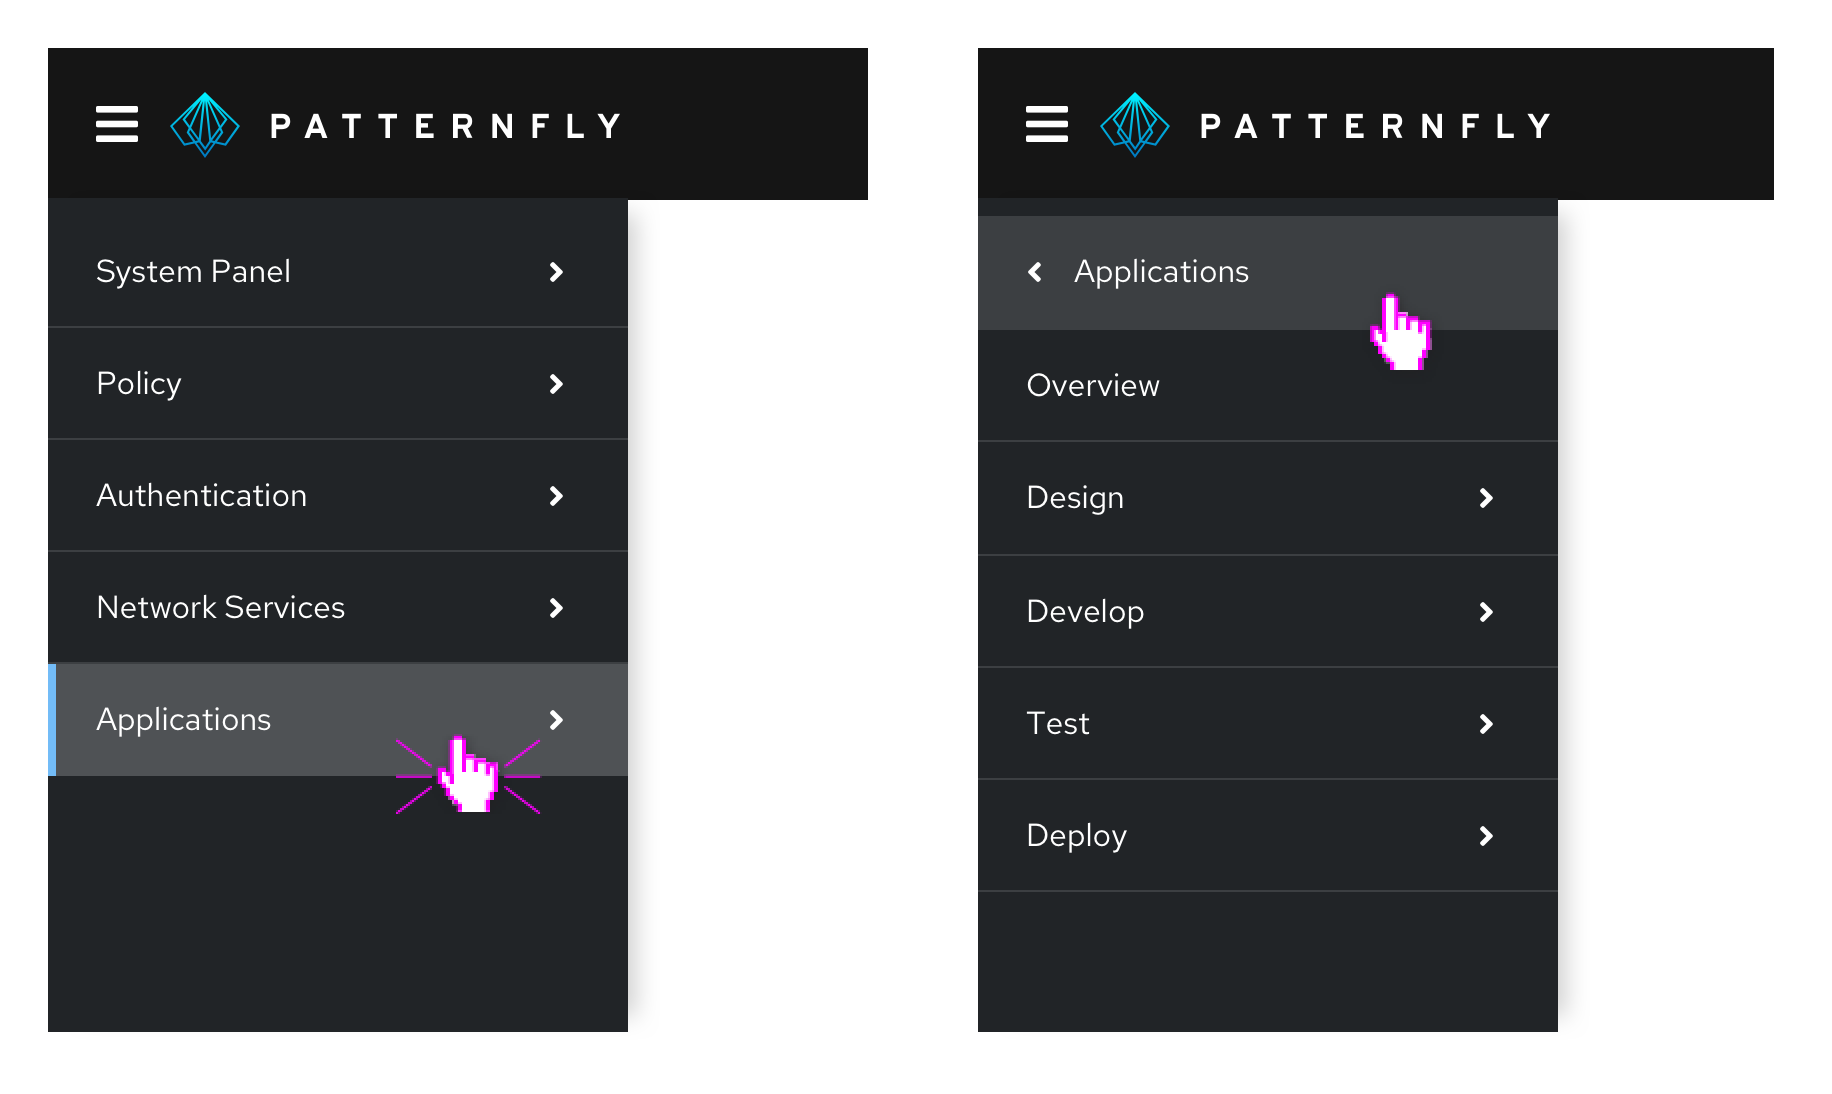 PATTERNFLY
System Panel
Policy
Authentication
Network Services
Applications
PATTERNFLY
Applications
Overview
Design
Develop
Test
Deploy